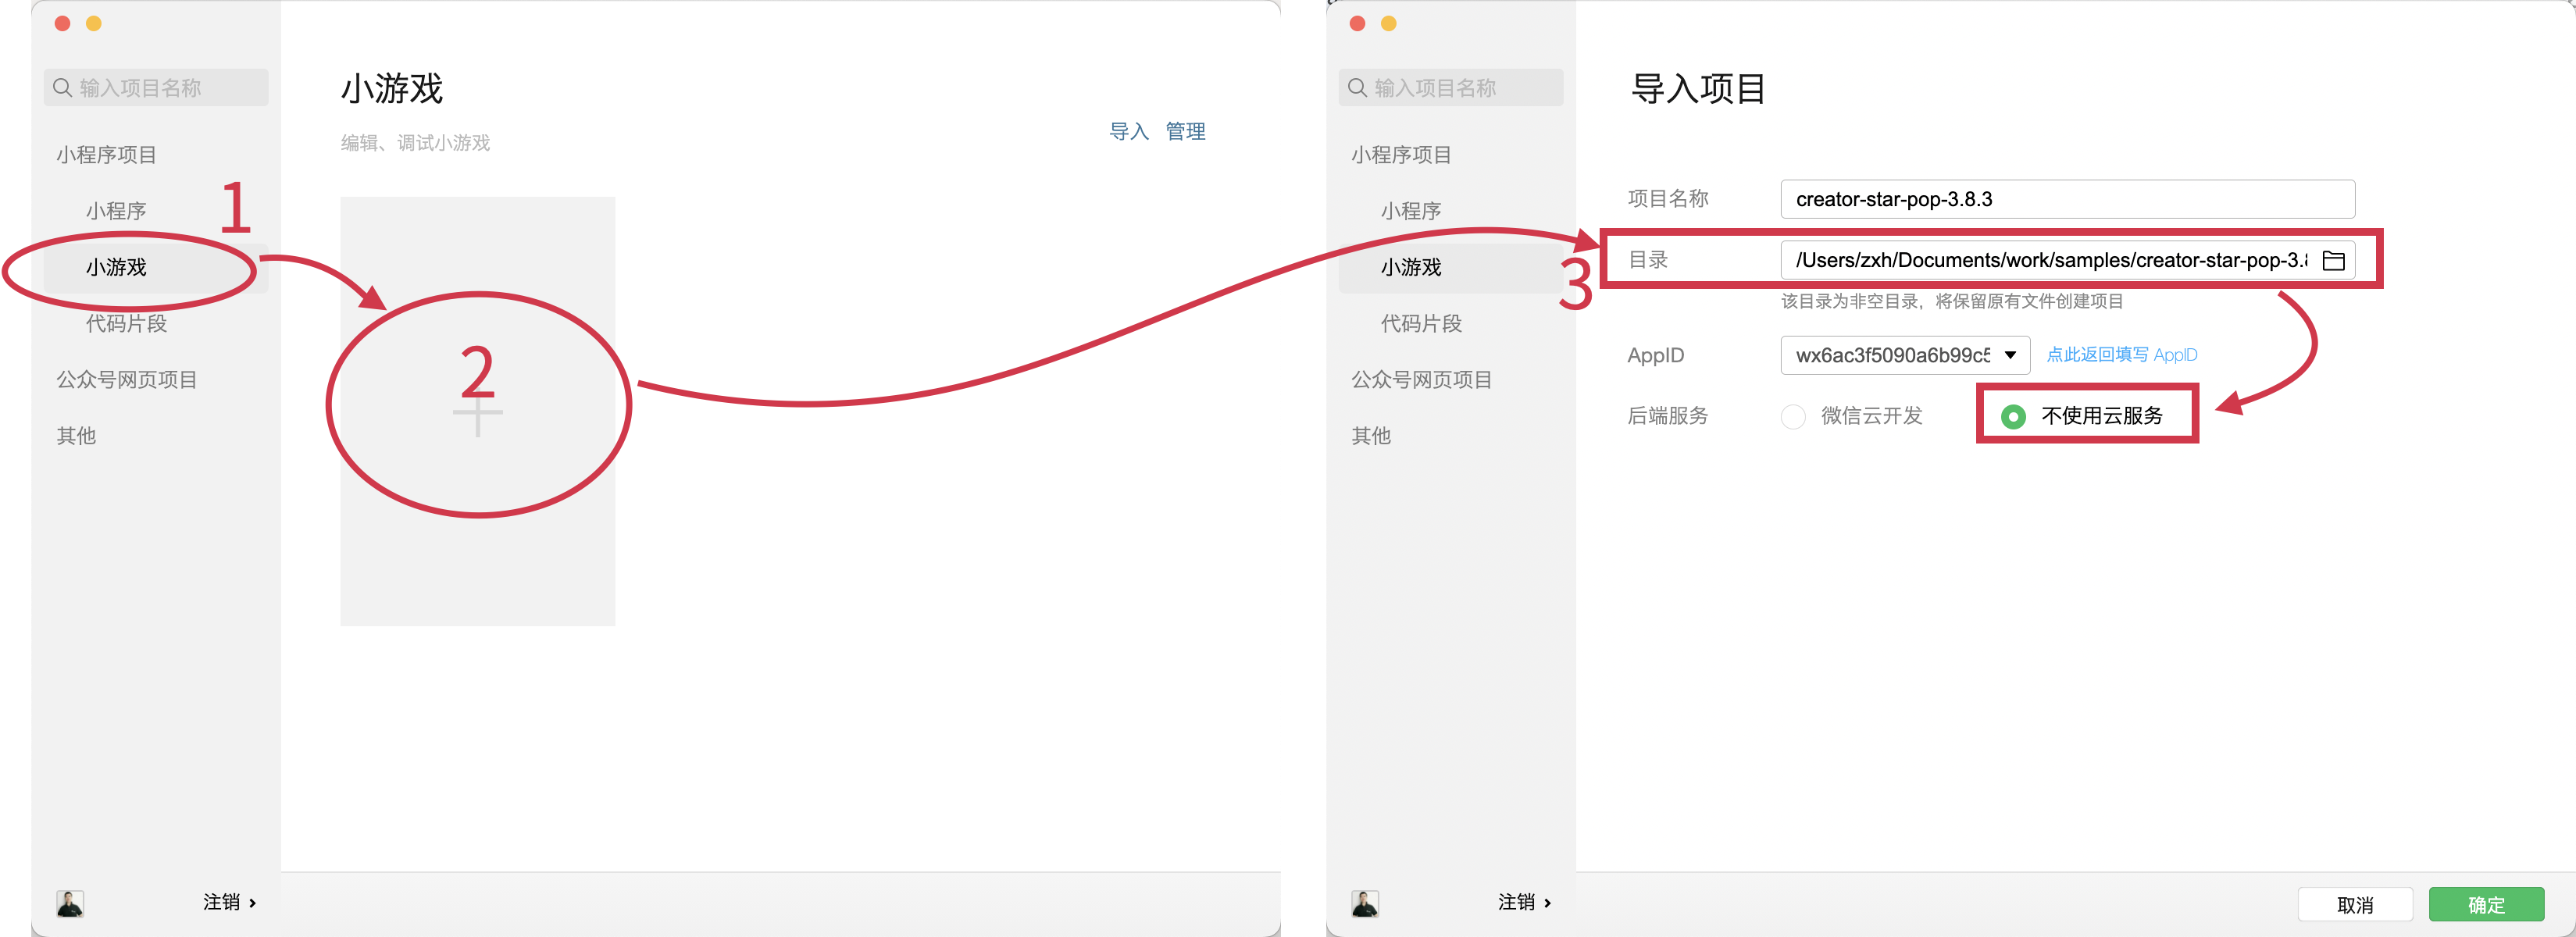 输入项目名称
小程序项目
小程序
1
小游戏
代码片段
公众号网页项目
其他
注销
小游戏
编辑、调试小游戏
导入 管理
2
输入项目名称
小程序项目
小程序
小游戏
代码片段
公众号网页项目
其他
注销
导入项目
项目名称 creator-star-pop-3.8.3
3
目录 /Users/zxh/Documents/work/samples/creator-star-pop-3.8
该目录为非空目录，将保留原有文件创建项目
AppID wx6ac3f5090a6b99c5 点此返回填写 AppID
后端服务 微信云开发 不使用云服务
取消 确定